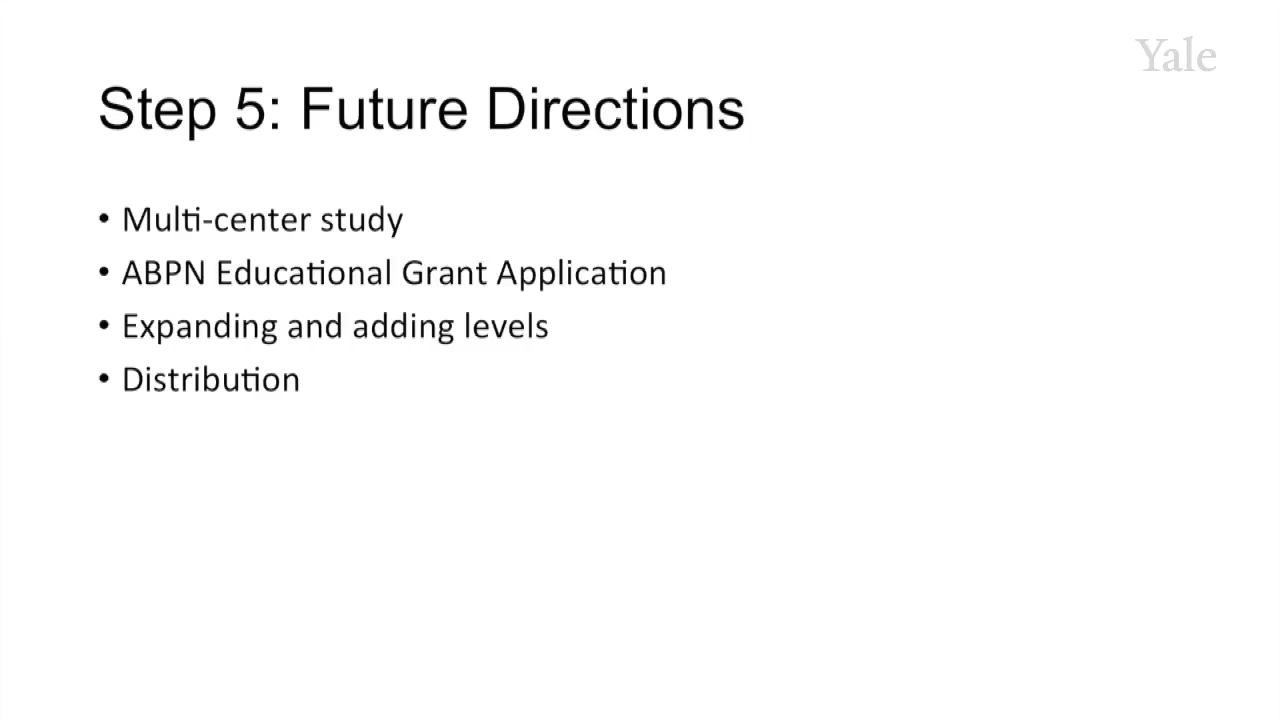 Yale
Step 5: Future Directions
• Multi-center study
• ABPN Educational Grant Application
• Expanding and adding levels
• Distribution